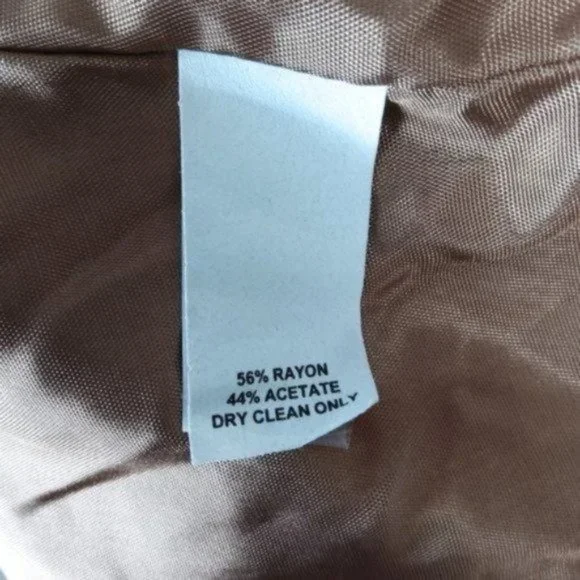 56% RAYON
44% ACETATE
DRY CLEAN ONLY